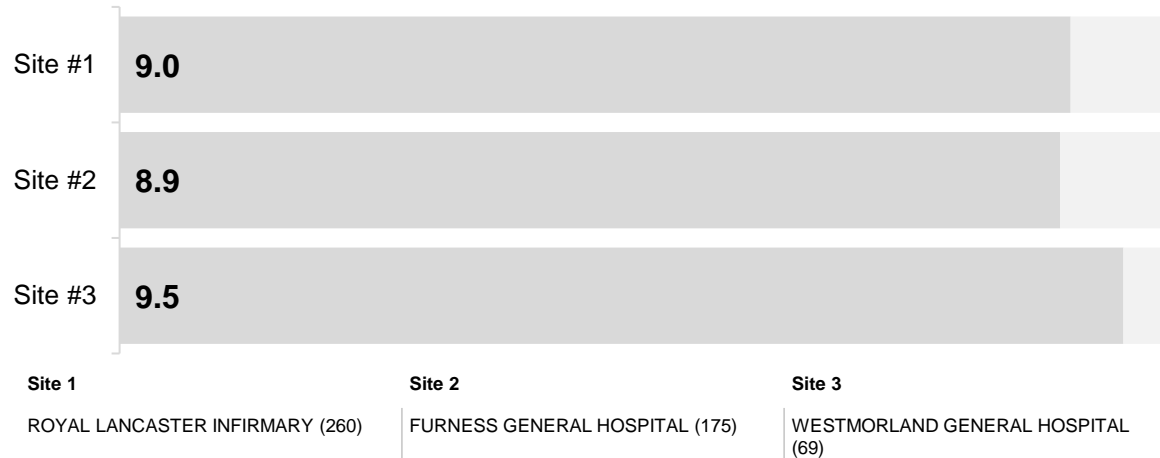 Site #1 9.0
Site #2 8.9
Site #3 9.5
Site 1 Site 2 Site 3
ROYAL LANCASTER INFIRMARY (260) FURNESS GENERAL HOSPITAL (175) WESTMORLAND GENERAL HOSPITAL
(69)